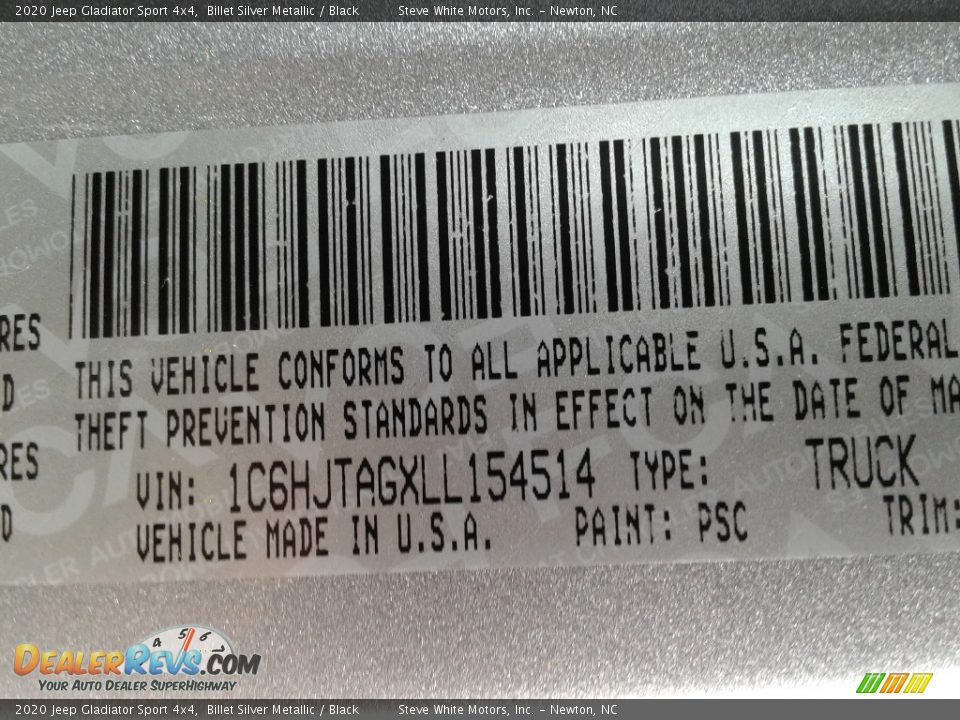 2020 Jeep Gladiator Sport 4x4, Billet Silver Metallic / Black Steve White Motors, Inc. - Newton, NC
RES
D
RES
D
THIS VEHICLE CONFORMS TO ALL APPLICABLE U.S.A. FEDERAL
THEFT PREVENTION STANDARDS IN EFFECT ON THE DATE OF MA
VIN: 1C6HJTAGXLL154514 TYPE: TRUCK
VEHICLE MADE IN U.S.A. PAINT: PSC TRIM:
4 5 6
DEALERREVS.COM
YOUR AUTO DEALER SUPERHIGHWAY
2020 Jeep Gladiator Sport 4x4, Billet Silver Metallic / Black Steve White Motors, Inc. - Newton, NC